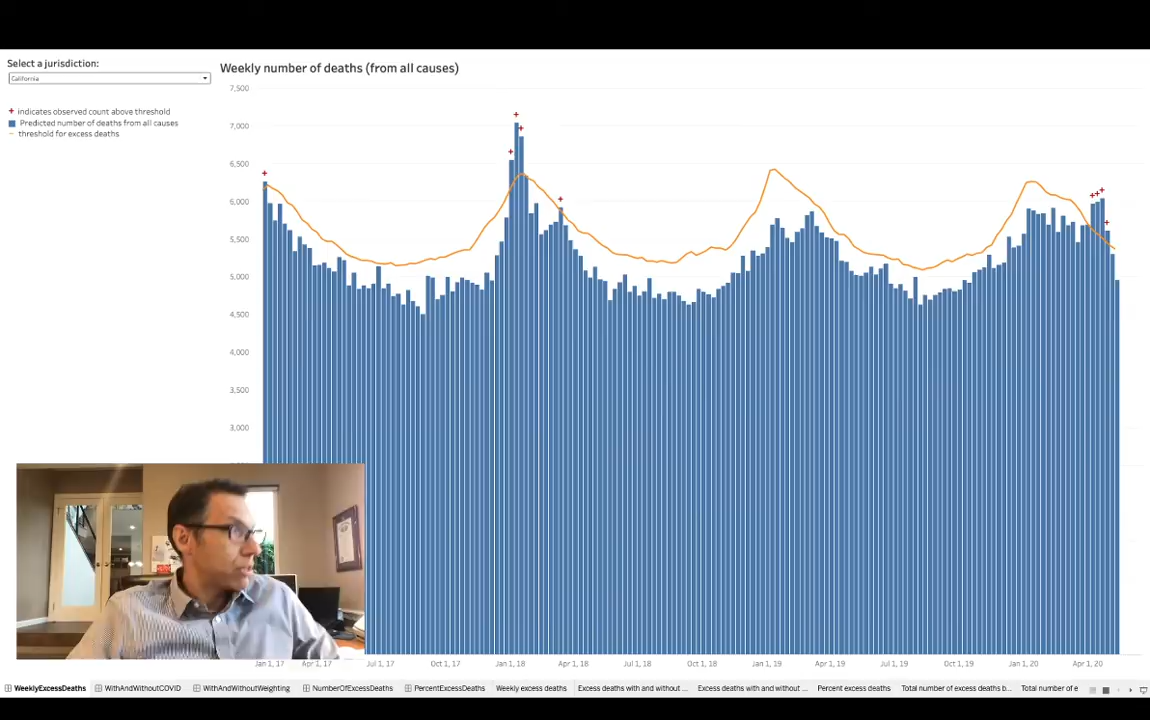 Select a jurisdiction:
California
+ indicates observed count above threshold
Predicted number of deaths from all causes
threshold for excess deaths
Weekly number of deaths (from all causes)
7,500
7,000
6,500
6,000
5,500
5,000
4,500
4,000
3,500
3,000
Jan 1, 17 Apr 1, 17 Jul 1, 17 Oct 1, 17 Jan 1, 18 Apr 1, 18 Jul 1, 18 Oct 1, 18 Jan 1, 19 Apr 1, 19 Jul 1, 19 Oct 1, 19 Jan 1, 20 Apr 1, 20
WeeklyExcessDeaths WithAndWithoutCOVID WithAndWithoutWeighting NumberOfExcessDeaths PercentExcessDeaths Weekly excess deaths Excess deaths with and without ... Excess deaths with and without ... Percent excess deaths Total number of excess deaths b... Total number of e